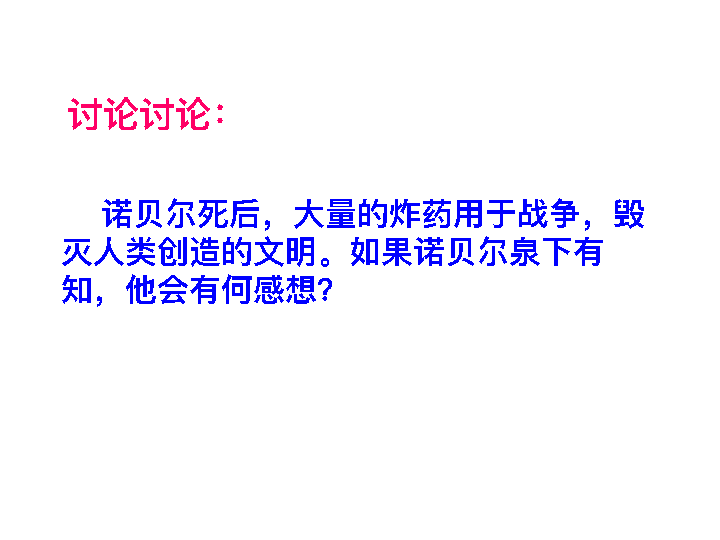 讨论讨论：
诺贝尔死后，大量的炸药用于战争，毁
灭人类创造的文明。如果诺贝尔泉下有
知，他会有何感想？